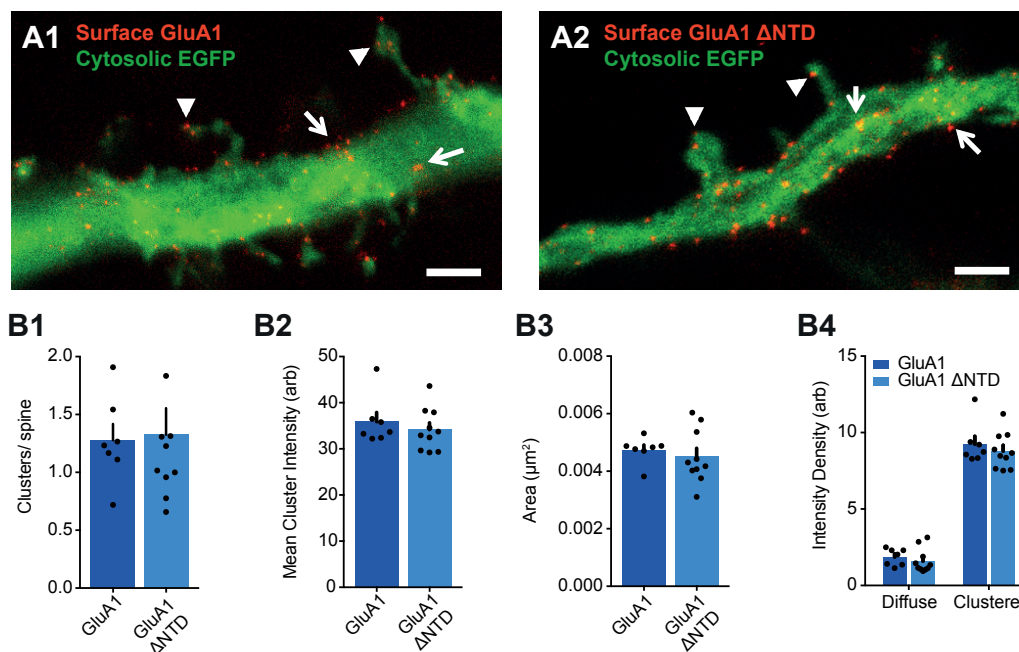 A1
Surface GluA1
Cytosolic EGFP
A2
Surface GluA1 ΔNTD
Cytosolic EGFP
B1
Clusters/ spine
2.0
1.5
1.0
0.5
0.0
GluA1
GluA1
ΔNTD
B2
Mean Cluster Intensity (arb)
50
40
30
20
10
0
GluA1
GluA1
ΔNTD
B3
Area (μm²)
0.008
0.006
0.004
0.002
0.000
GluA1
GluA1
ΔNTD
B4
Intensity Density (arb)
15
10
5
0
GluA1
GluA1 ΔNTD
Diffuse
Clustere